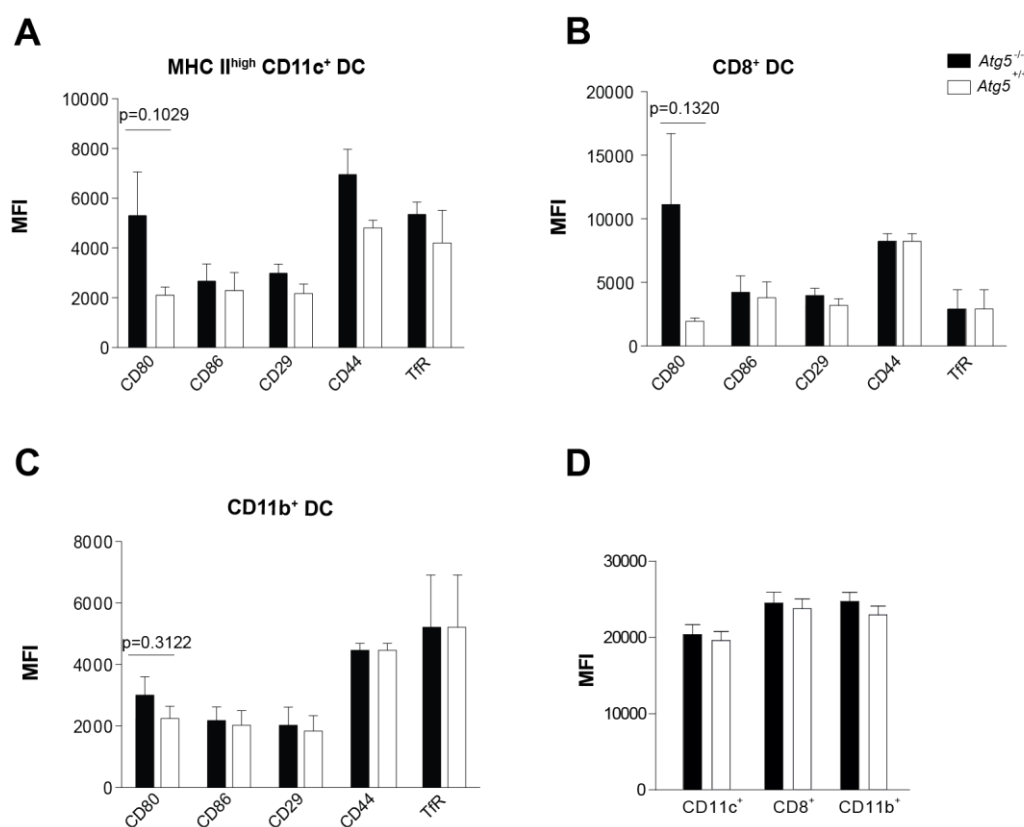 A
MHC IIhigh CD11c+ DC
10000
8000
6000
4000
2000
0
MFI
p=0.1029
CD80
CD86
CD29
CD44
TfR
B
CD8+ DC
Atg5-/-
Atg5+/+
20000
15000
10000
5000
0
MFI
p=0.1320
CD80
CD86
CD29
CD44
TfR
C
CD11b+ DC
8000
6000
4000
2000
0
MFI
p=0.3122
CD80
CD86
CD29
CD44
TfR
D
30000
20000
10000
0
MFI
CD11c+
CD8+
CD11b+